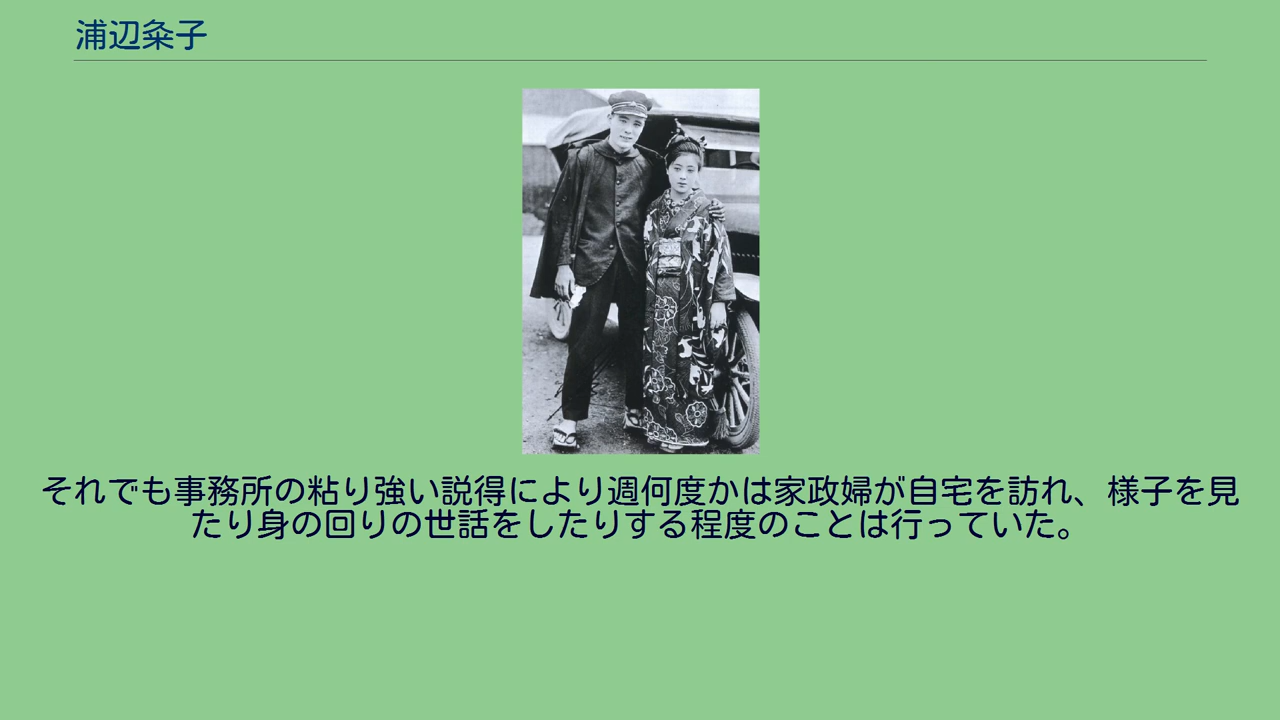 浦辺粂子
それでも事務所の粘り強い説得により週何度かは家政婦が自宅を訪れ、様子を見
たり身の回りの世話をしたりする程度のことは行っていた。